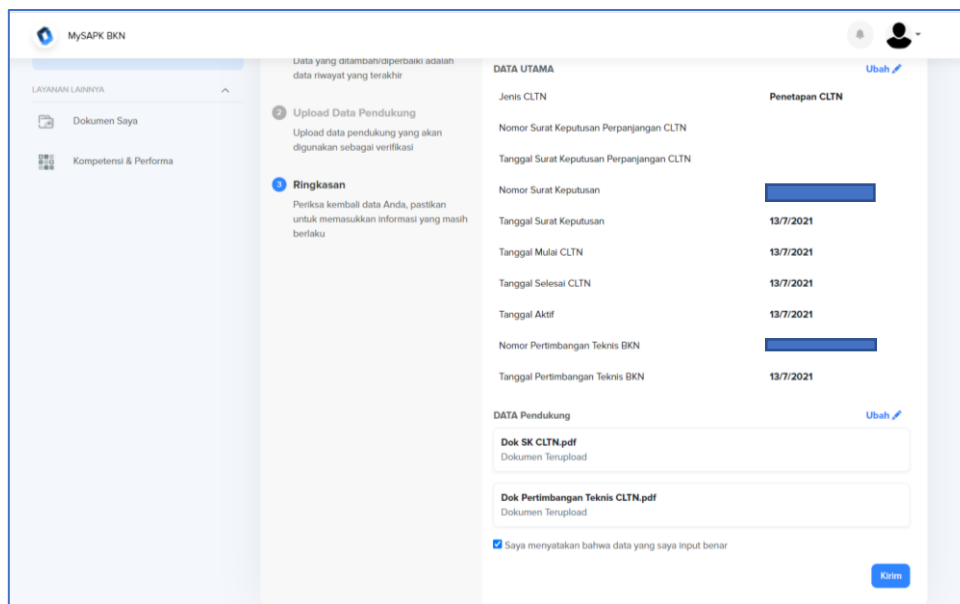 MySAPK BKN
LAYANAN LAINNYA
Dokumen Saya
Kompetensi & Performa
Data yang ditambah/diperbaiki adalah
data riwayat yang terakhir
2 Upload Data Pendukung
Upload data pendukung yang akan
digunakan sebagai verifikasi
3 Ringkasan
Periksa kembali data Anda, pastikan
untuk memasukkan informasi yang masih
berlaku
DATA UTAMA Ubah
Jenis CLTN Penetapan CLTN
Nomor Surat Keputusan Perpanjangan CLTN
Tanggal Surat Keputusan Perpanjangan CLTN
Nomor Surat Keputusan
Tanggal Surat Keputusan 13/7/2021
Tanggal Mulai CLTN 13/7/2021
Tanggal Selesai CLTN 13/7/2021
Tanggal Aktif 13/7/2021
Nomor Pertimbangan Teknis BKN
Tanggal Pertimbangan Teknis BKN 13/7/2021
DATA Pendukung Ubah
Dok SK CLTN.pdf
Dokumen Terupload
Dok Pertimbangan Teknis CLTN.pdf
Dokumen Terupload
Saya menyatakan bahwa data yang saya input benar
Kirim